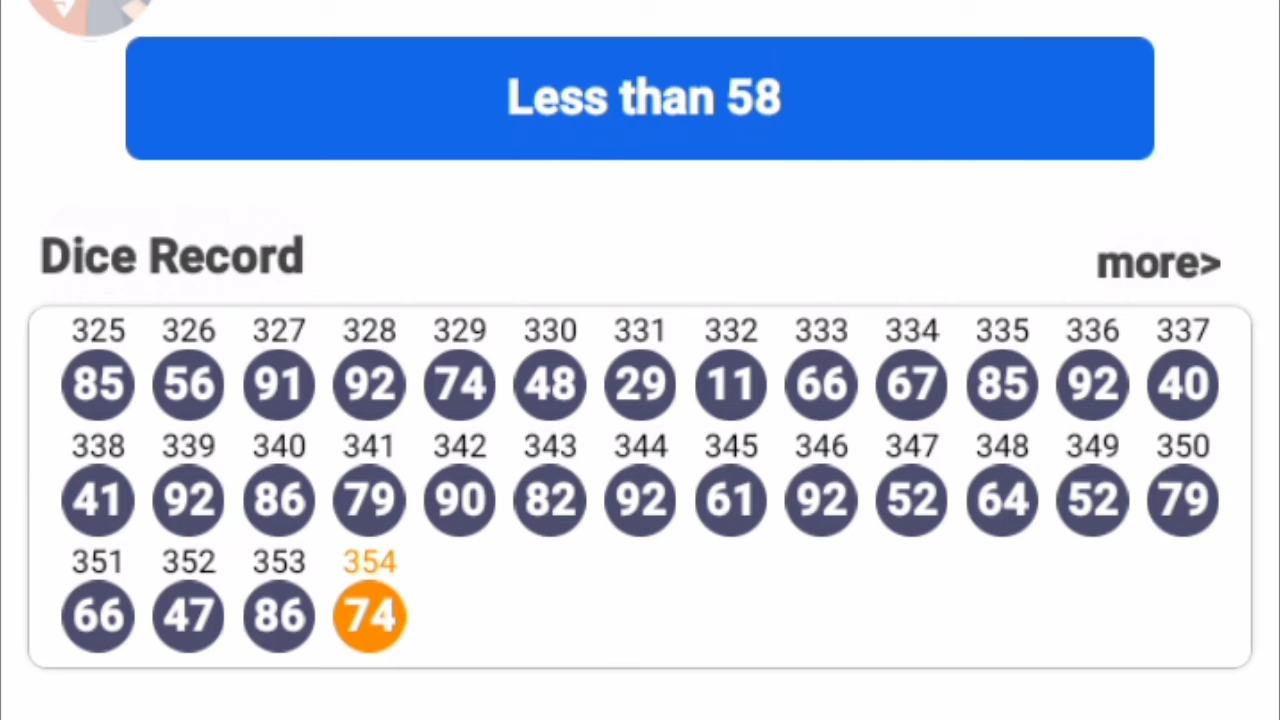 Less than 58
Dice Record
more>
325 326 327 328 329 330 331 332 333 334 335 336 337
85 56 91 92 74 48 29 11 66 67 85 92 40
338 339 340 341 342 343 344 345 346 347 348 349 350
41 92 86 79 90 82 92 61 92 52 64 52 79
351 352 353 354
66 47 86 74